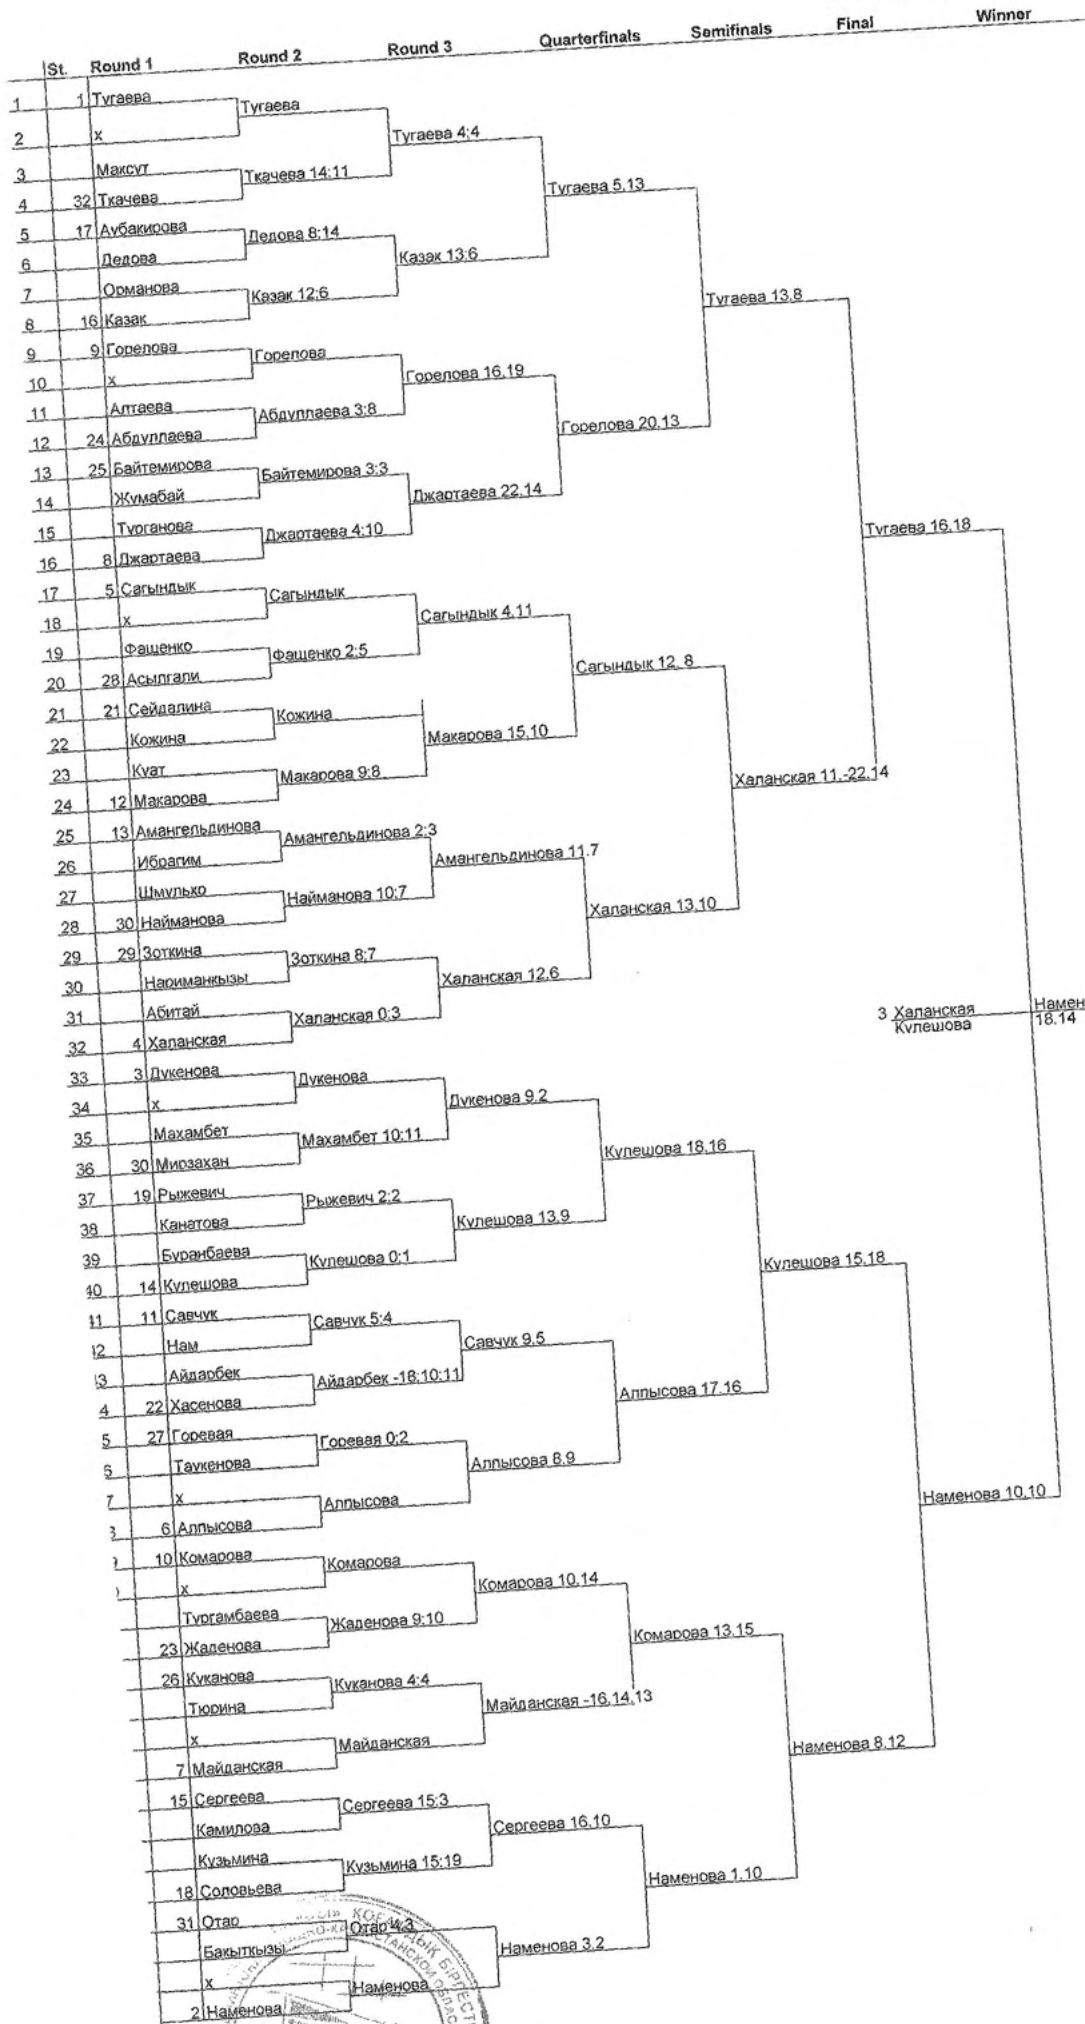 St. Round 1 Round 2 Round 3 Quarterfinals Semifinals Final Winner
1 1 Тугаева
Тугаева
2 x
Тугаева 4;4
3 Максут
Ткачева 14;11
4 32 Ткачева
Тугаева 5,13
5 17 Аубакирова
Дедова 8;14
6 Дедова
Казак 13;6
7 Орманова
Казак 12;6
8 16 Казак
Тугаева 13,8
9 9 Горелова
Горелова
10 x
Горелова 16,19
11 Алтаева
Абдуллаева 3;8
12 24 Абдуллаева
Горелова 20,13
13 25 Байтемирова
Байтемирова 3;3
14 Жумабай
Джартаева 22,14
15 Турганова
Джартаева 4;10
16 8 Джартаева
Тугаева 16,18
17 5 Сагындык
Сагындык
18 x
Сагындык 4,11
19 Фащенко
Фащенко 2;5
20 28 Асылгали
Сагындык 12, 8
21 21 Сейдалина
Кожина
22 Кожина
Макарова 15,10
23 Куат
Макарова 9;8
24 12 Макарова
Халанская 11,-22,14
25 13 Амангельдинова
Амангельдинова 2;3
26 Ибрагим
Амангельдинова 11,7
27 Шмулько
Найманова 10;7
28 30 Найманова
Халанская 13,10
29 29 Зоткина
Зоткина 8;7
30 Нариманкызы
Халанская 12,6
31 Абитай
Халанская 0;3
32 4 Халанская
3 Халанская
Кулешова
Намен
18,14
33 3 Дукенова
Дукенова
34 x
Дукенова 9,2
35 Махамбет
Махамбет 10;11
36 30 Мирзахан
Кулешова 18,16
37 19 Рыжевич
Рыжевич 2;2
38 Канатова
Кулешова 13,9
39 Буранбаева
Кулешова 0;1
40 14 Кулешова
Кулешова 15,18
11 Савчук
Савчук 5;4
Нам
Савчук 9,5
Айдарбек
Айдарбек -18;10;11
22 Хасенова
Алпысова 17,16
27 Горевая
Горевая 0;2
Таукенова
Алпысова 8,9
x
Алпысова
6 Алпысова
Наменова 10,10
10 Комарова
Комарова
x
Комарова 10,14
Тургамбаева
Жаденова 9;10
23 Жаденова
Комарова 13,15
26 Куканова
Куканова 4;4
Тюрина
Майданская -16,14,13
x
Майданская
7 Майданская
Наменова 8,12
15 Сергеева
Сергеева 15;3
Камилова
Сергеева 16,10
Кузьмина
Кузьмина 15;19
18 Соловьева
Наменова 1,10
31 Отар
Отар 4;3
Бакыткызы
Наменова 3,2
x
Наменова
2 Наменова